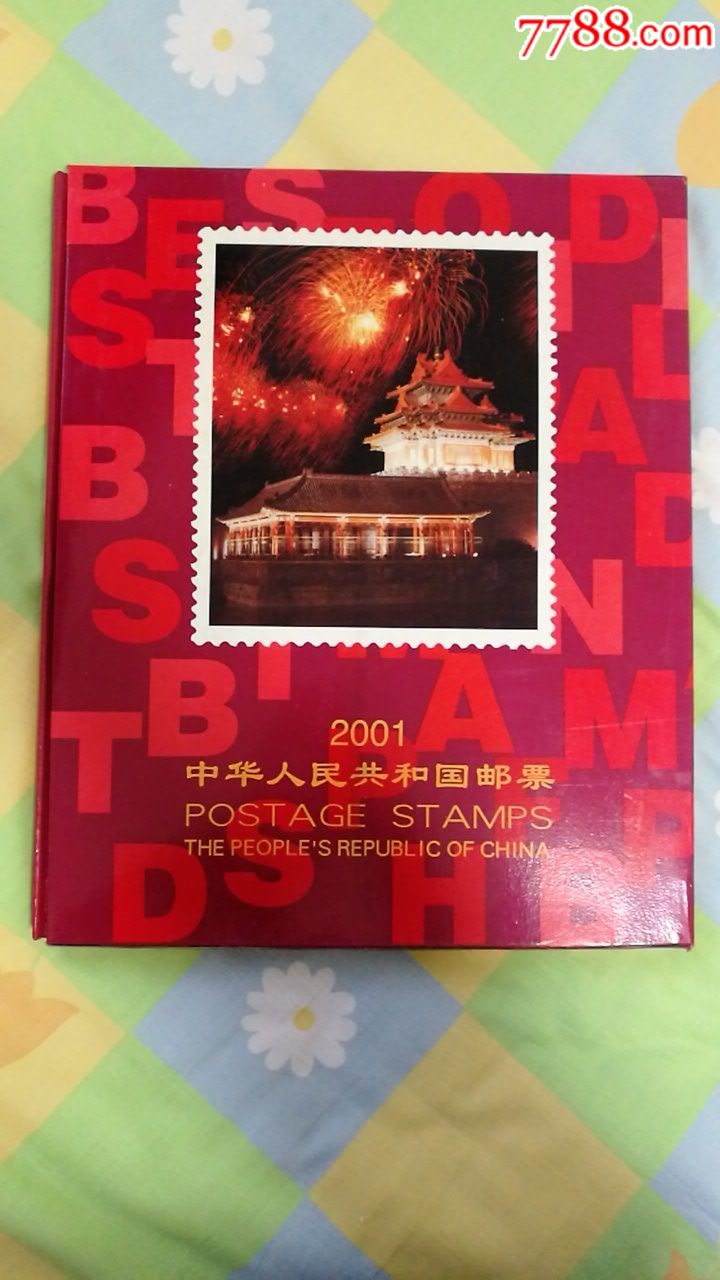 7788.com
2001
中华人民共和国邮票
POSTAGE STAMPS
THE PEOPLE'S REPUBLIC OF CHINA